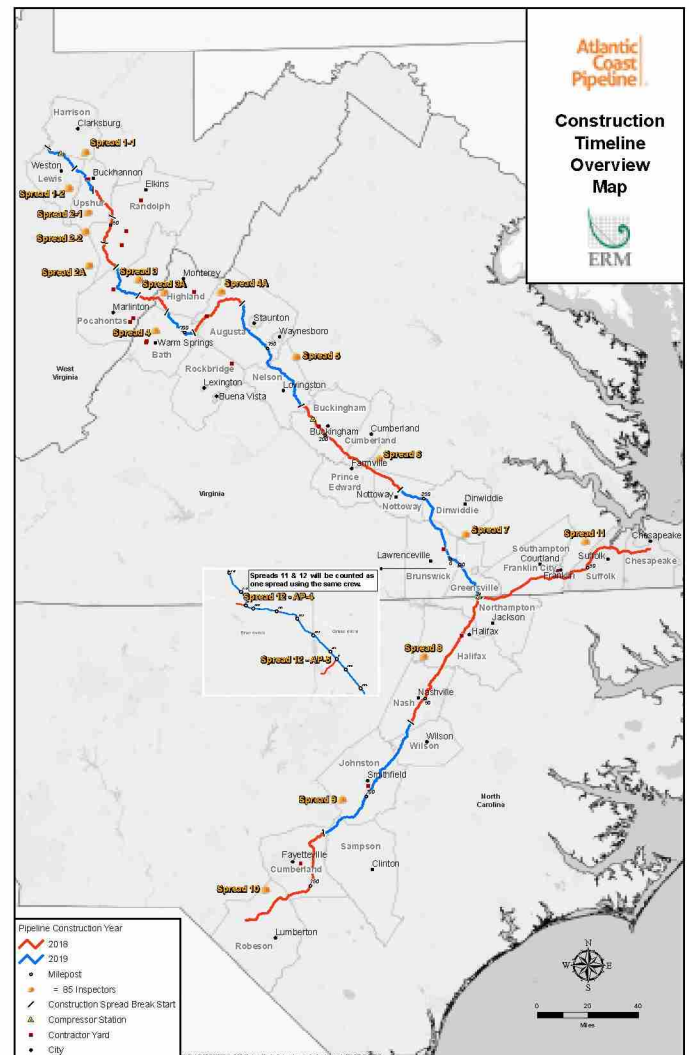 Atlantic
Coast
Pipeline
Construction
Timeline
Overview
Map
ERM
Harrison
Clarksburg
Spread 1-1
Weston
Lewis
Buckhannon
Elkins
Spread 1-2
Upshur
Randolph
Spread 2-1
Spread 2-2
Spread 2A
Spread 3
Monterey
Spread 3A
Spread 4A
Highland
Marlinton
Pocahontas
Augusta
Staunton
Spread 4
Warm Springs
Waynesboro
Bath
West
Virginia
Rockbridge
Spread 5
Nelson
Lexington
Lovingston
Buena Vista
Buckingham
Buckingham
Cumberland
Cumberland
Spread 6
Farmville
Prince
Edward
Virginia
Nottoway
Nottoway
Dinwiddie
Dinwiddie
Spread 7
Spread 11
Chesapeake
Lawrenceville
Southampton
Courtland
Suffolk
Franklin City
Chesapeake
Franklin
Suffolk
Brunswick
Greensville
Spreads 11 & 12 will be counted as
one spread using the same crew.
Spread 12 - AP-4
Spread 12 - AP-5
Northampton
Jackson
Halifax
Spread 8
Halifax
Nashville
Nash
Wilson
Wilson
Johnston
Smithfield
North
Carolina
Spread 9
Sampson
Fayetteville
Cumberland
Clinton
Spread 10
Lumberton
Robeson
Pipeline Construction Year
2018
2019
Milepost
= 85 Inspectors
Construction Spread Break Start
Compressor Station
Contractor Yard
City
N
W
E
S
0 20 40
Miles